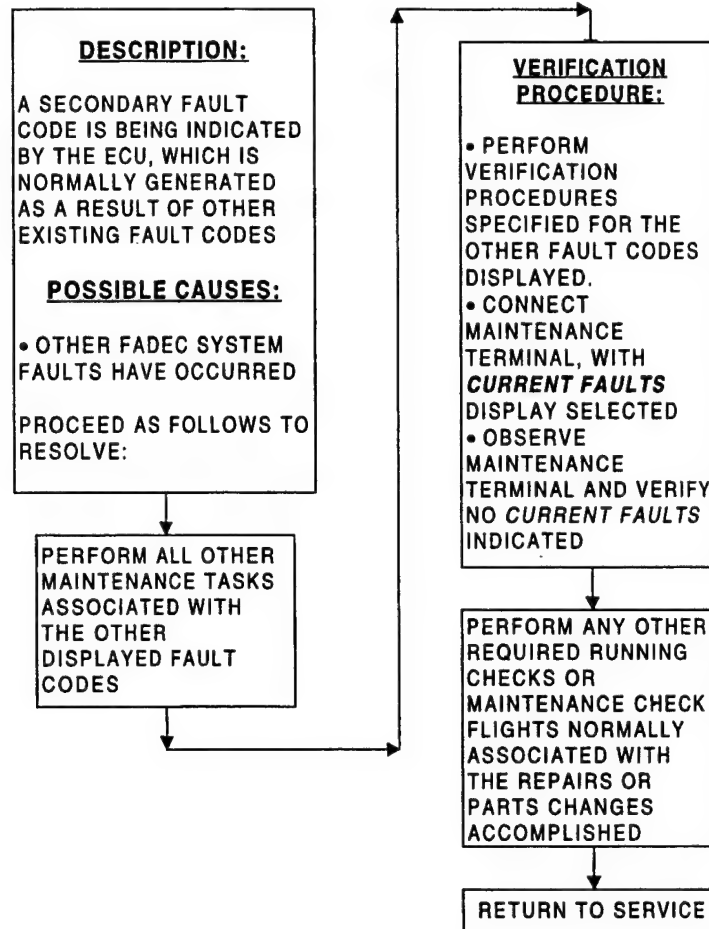 DESCRIPTION:
A SECONDARY FAULT
CODE IS BEING INDICATED
BY THE ECU, WHICH IS
NORMALLY GENERATED
AS A RESULT OF OTHER
EXISTING FAULT CODES
POSSIBLE CAUSES:
• OTHER FADEC SYSTEM
FAULTS HAVE OCCURRED
PROCEED AS FOLLOWS TO
RESOLVE:
PERFORM ALL OTHER
MAINTENANCE TASKS
ASSOCIATED WITH
THE OTHER
DISPLAYED FAULT
CODES
VERIFICATION
PROCEDURE:
• PERFORM
VERIFICATION
PROCEDURES
SPECIFIED FOR THE
OTHER FAULT CODES
DISPLAYED.
• CONNECT
MAINTENANCE
TERMINAL, WITH
CURRENT FAULTS
DISPLAY SELECTED
• OBSERVE
MAINTENANCE
TERMINAL AND VERIFY
NO CURRENT FAULTS
INDICATED
PERFORM ANY OTHER
REQUIRED RUNNING
CHECKS OR
MAINTENANCE CHECK
FLIGHTS NORMALLY
ASSOCIATED WITH
THE REPAIRS OR
PARTS CHANGES
ACCOMPLISHED
RETURN TO SERVICE